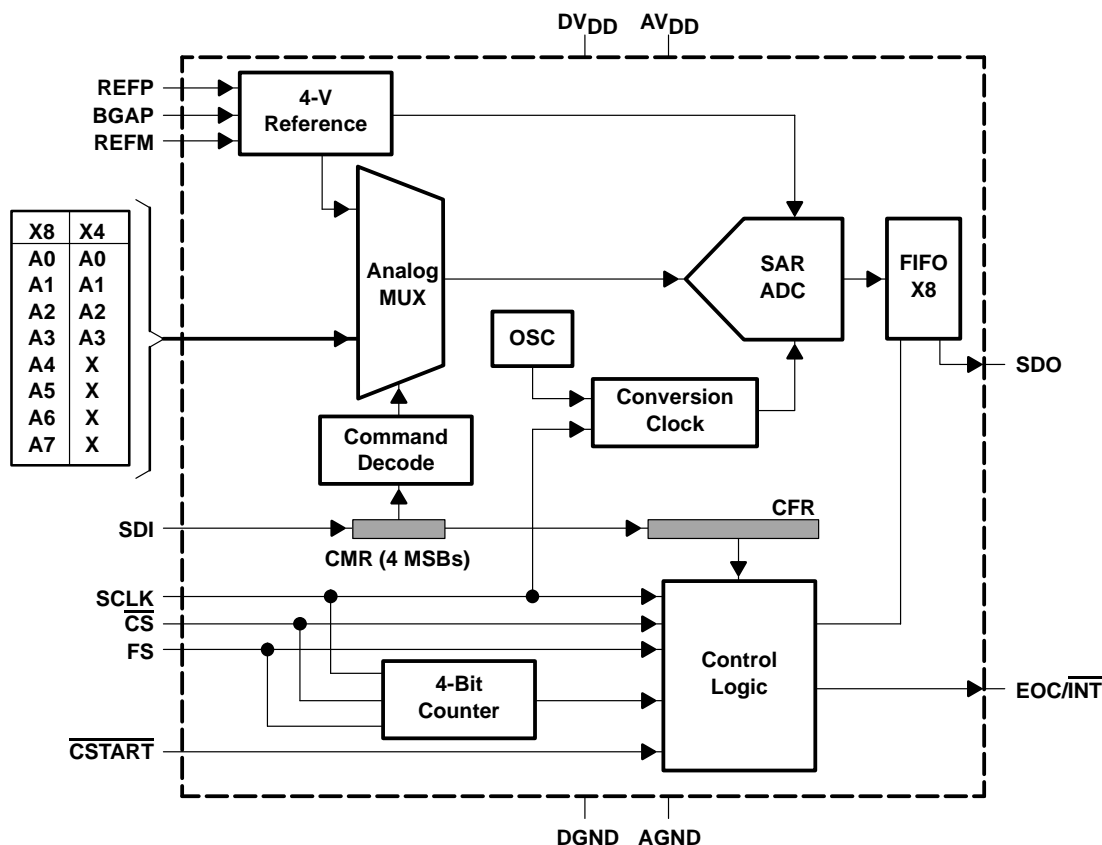 DVDD AVDD
REFP
BGAP
REFM
4-V
Reference
X8 X4
A0 A0
A1 A1
A2 A2
A3 A3
A4 X
A5 X
A6 X
A7 X
Analog
MUX
SAR
ADC
FIFO
X8
OSC
SDO
Conversion
Clock
Command
Decode
SDI
CMR (4 MSBs)
CFR
SCLK
CS
FS
4-Bit
Counter
Control
Logic
EOC/INT
CSTART
DGND AGND